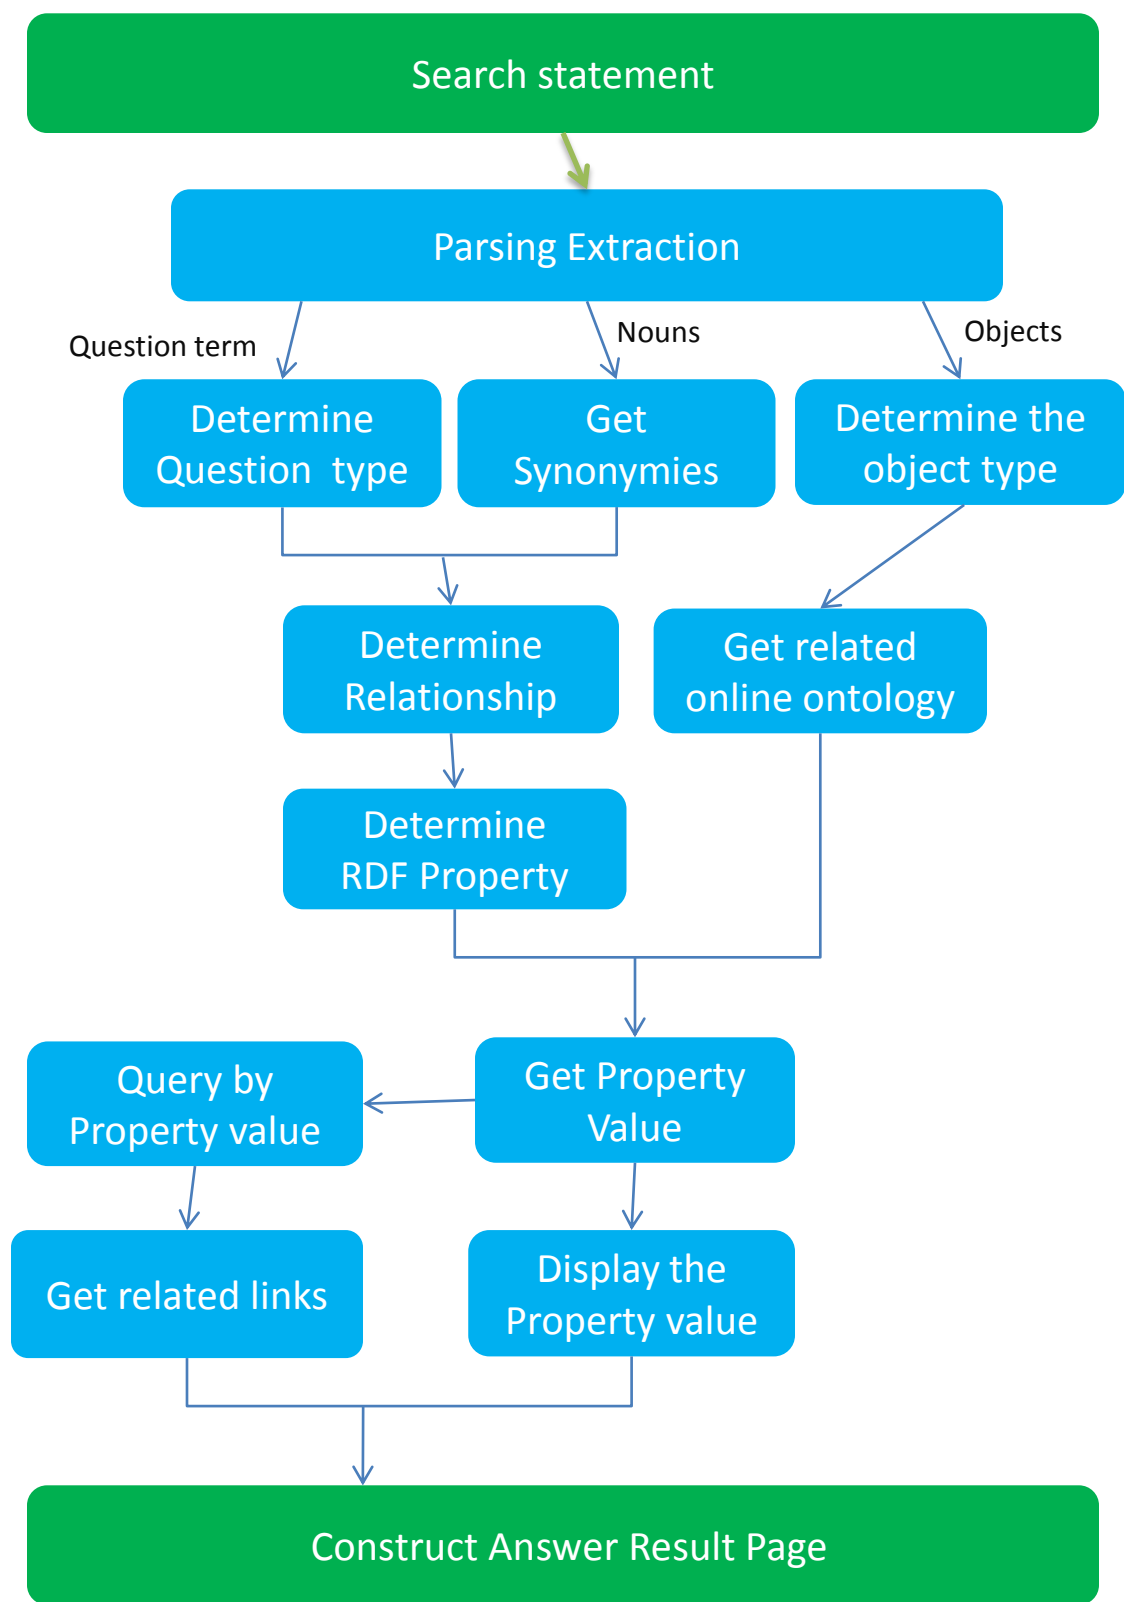 Search statement
Parsing Extraction
Question term
Nouns
Objects
Determine
Question  type
Get
Synonymies
Determine the
object type
Determine
Relationship
Get related
online ontology
Determine
RDF Property
Query by
Property value
Get Property
Value
Get related links
Display the
Property value
Construct Answer Result Page